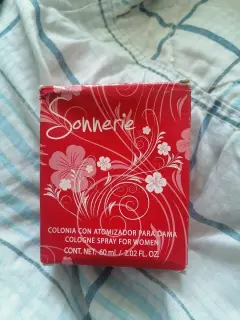 Sonnerie
COLONIA CON ATOMIZADOR PARA DAMA
COLOGNE SPRAY FOR WOMEN
CONT. NET. 60 ml / 2.02 FL. OZ.